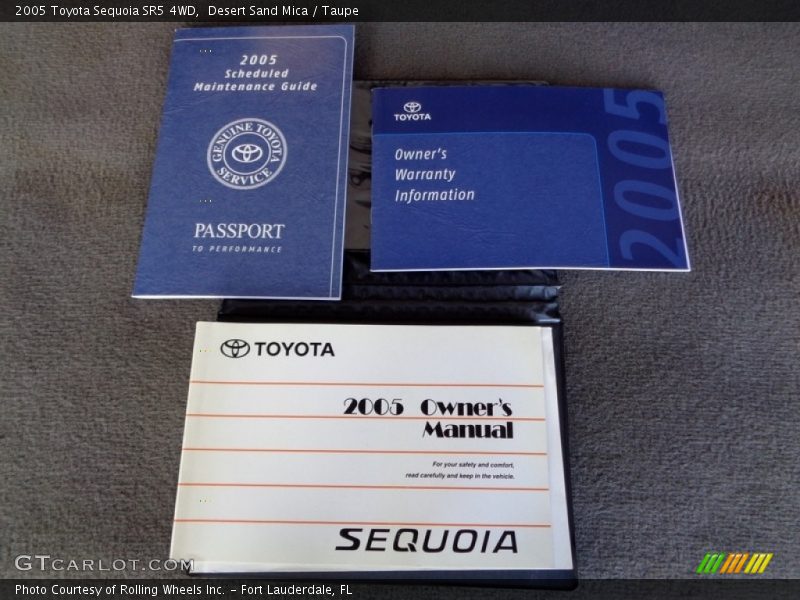 2005 Toyota Sequoia SR5 4WD,  Desert Sand Mica / Taupe
2005
Scheduled
Maintenance Guide
GENUINE TOYOTA
SERVICE
PASSPORT
TO PERFORMANCE
TOYOTA
Owner's
Warranty
Information
2005
TOYOTA
2005 Owner's
Manual
For your safety and comfort,
read carefully and keep in the vehicle.
SEQUOIA
GTCARLOT.COM
Photo Courtesy of Rolling Wheels Inc. – Fort Lauderdale, FL